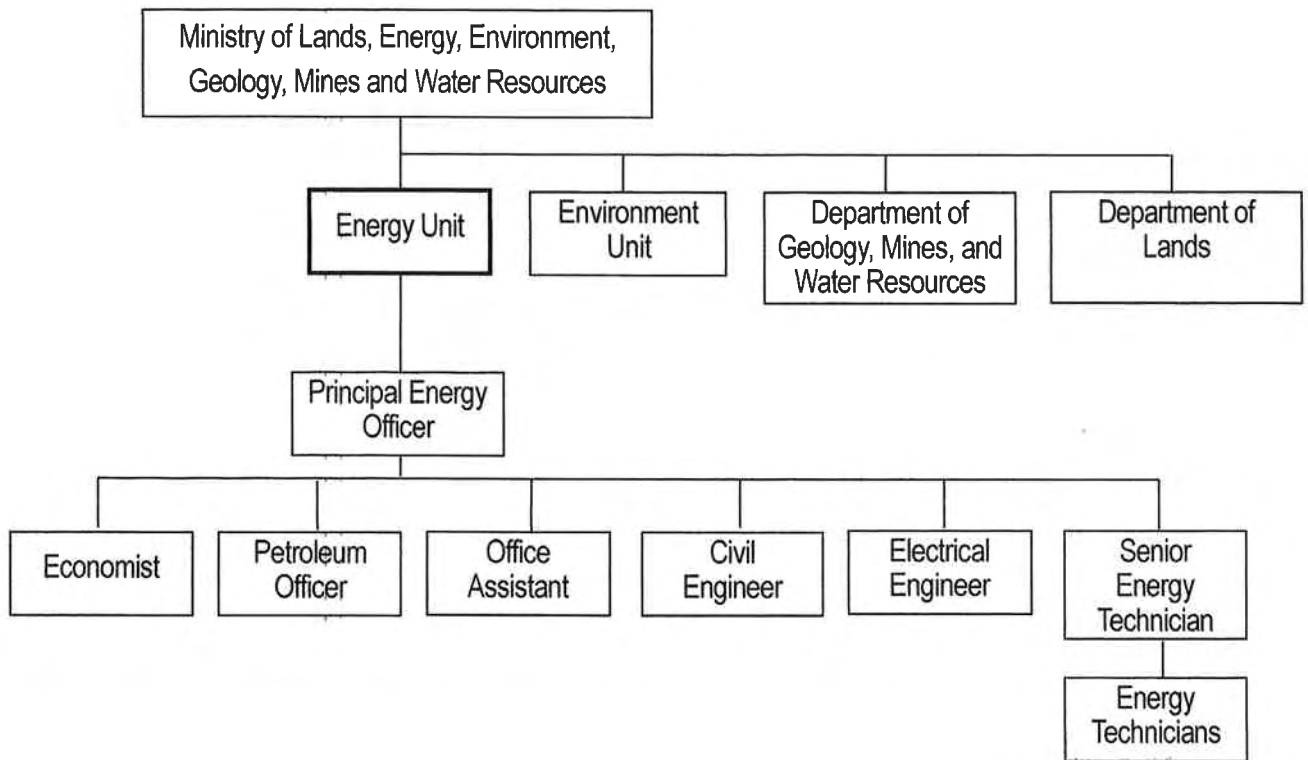 Ministry of Lands, Energy, Environment,
Geology, Mines and Water Resources
Energy Unit
Environment
Unit
Department of
Geology, Mines, and
Water Resources
Department of
Lands
Principal Energy
Officer
Economist
Petroleum
Officer
Office
Assistant
Civil
Engineer
Electrical
Engineer
Senior
Energy
Technician
Energy
Technicians